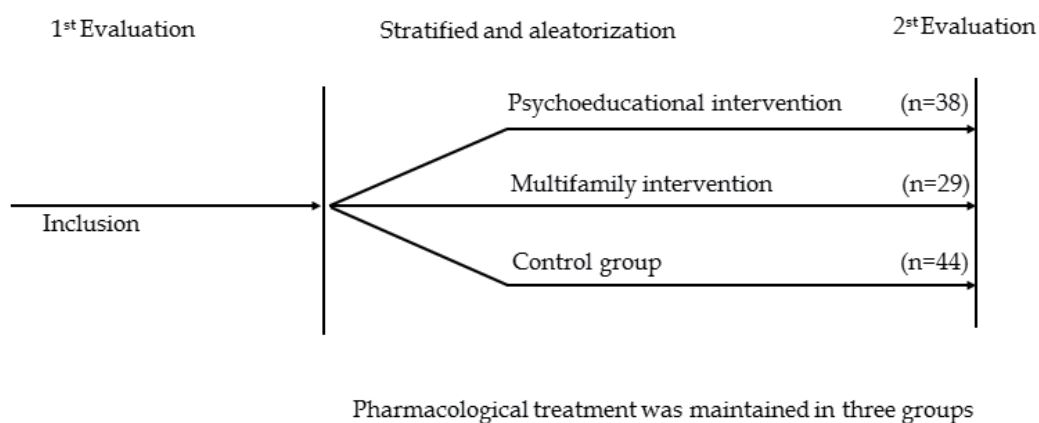 1st Evaluation
Stratified and aleatorization
2st Evaluation
Psychoeducational intervention (n=38)
Multifamily intervention (n=29)
Inclusion
Control group (n=44)
Pharmacological treatment was maintained in three groups